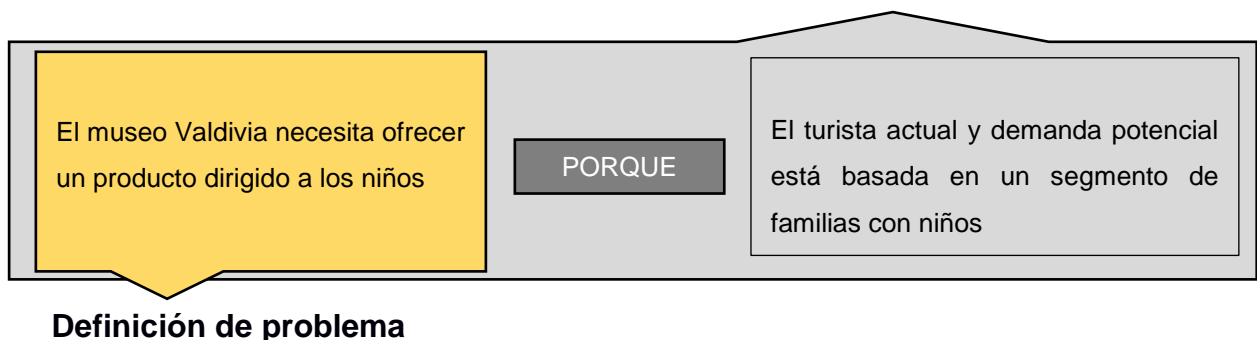 El museo Valdivia necesita ofrecer
un producto dirigido a los niños
PORQUE
El turista actual y demanda potencial
está basada en un segmento de
familias con niños
Definición de problema